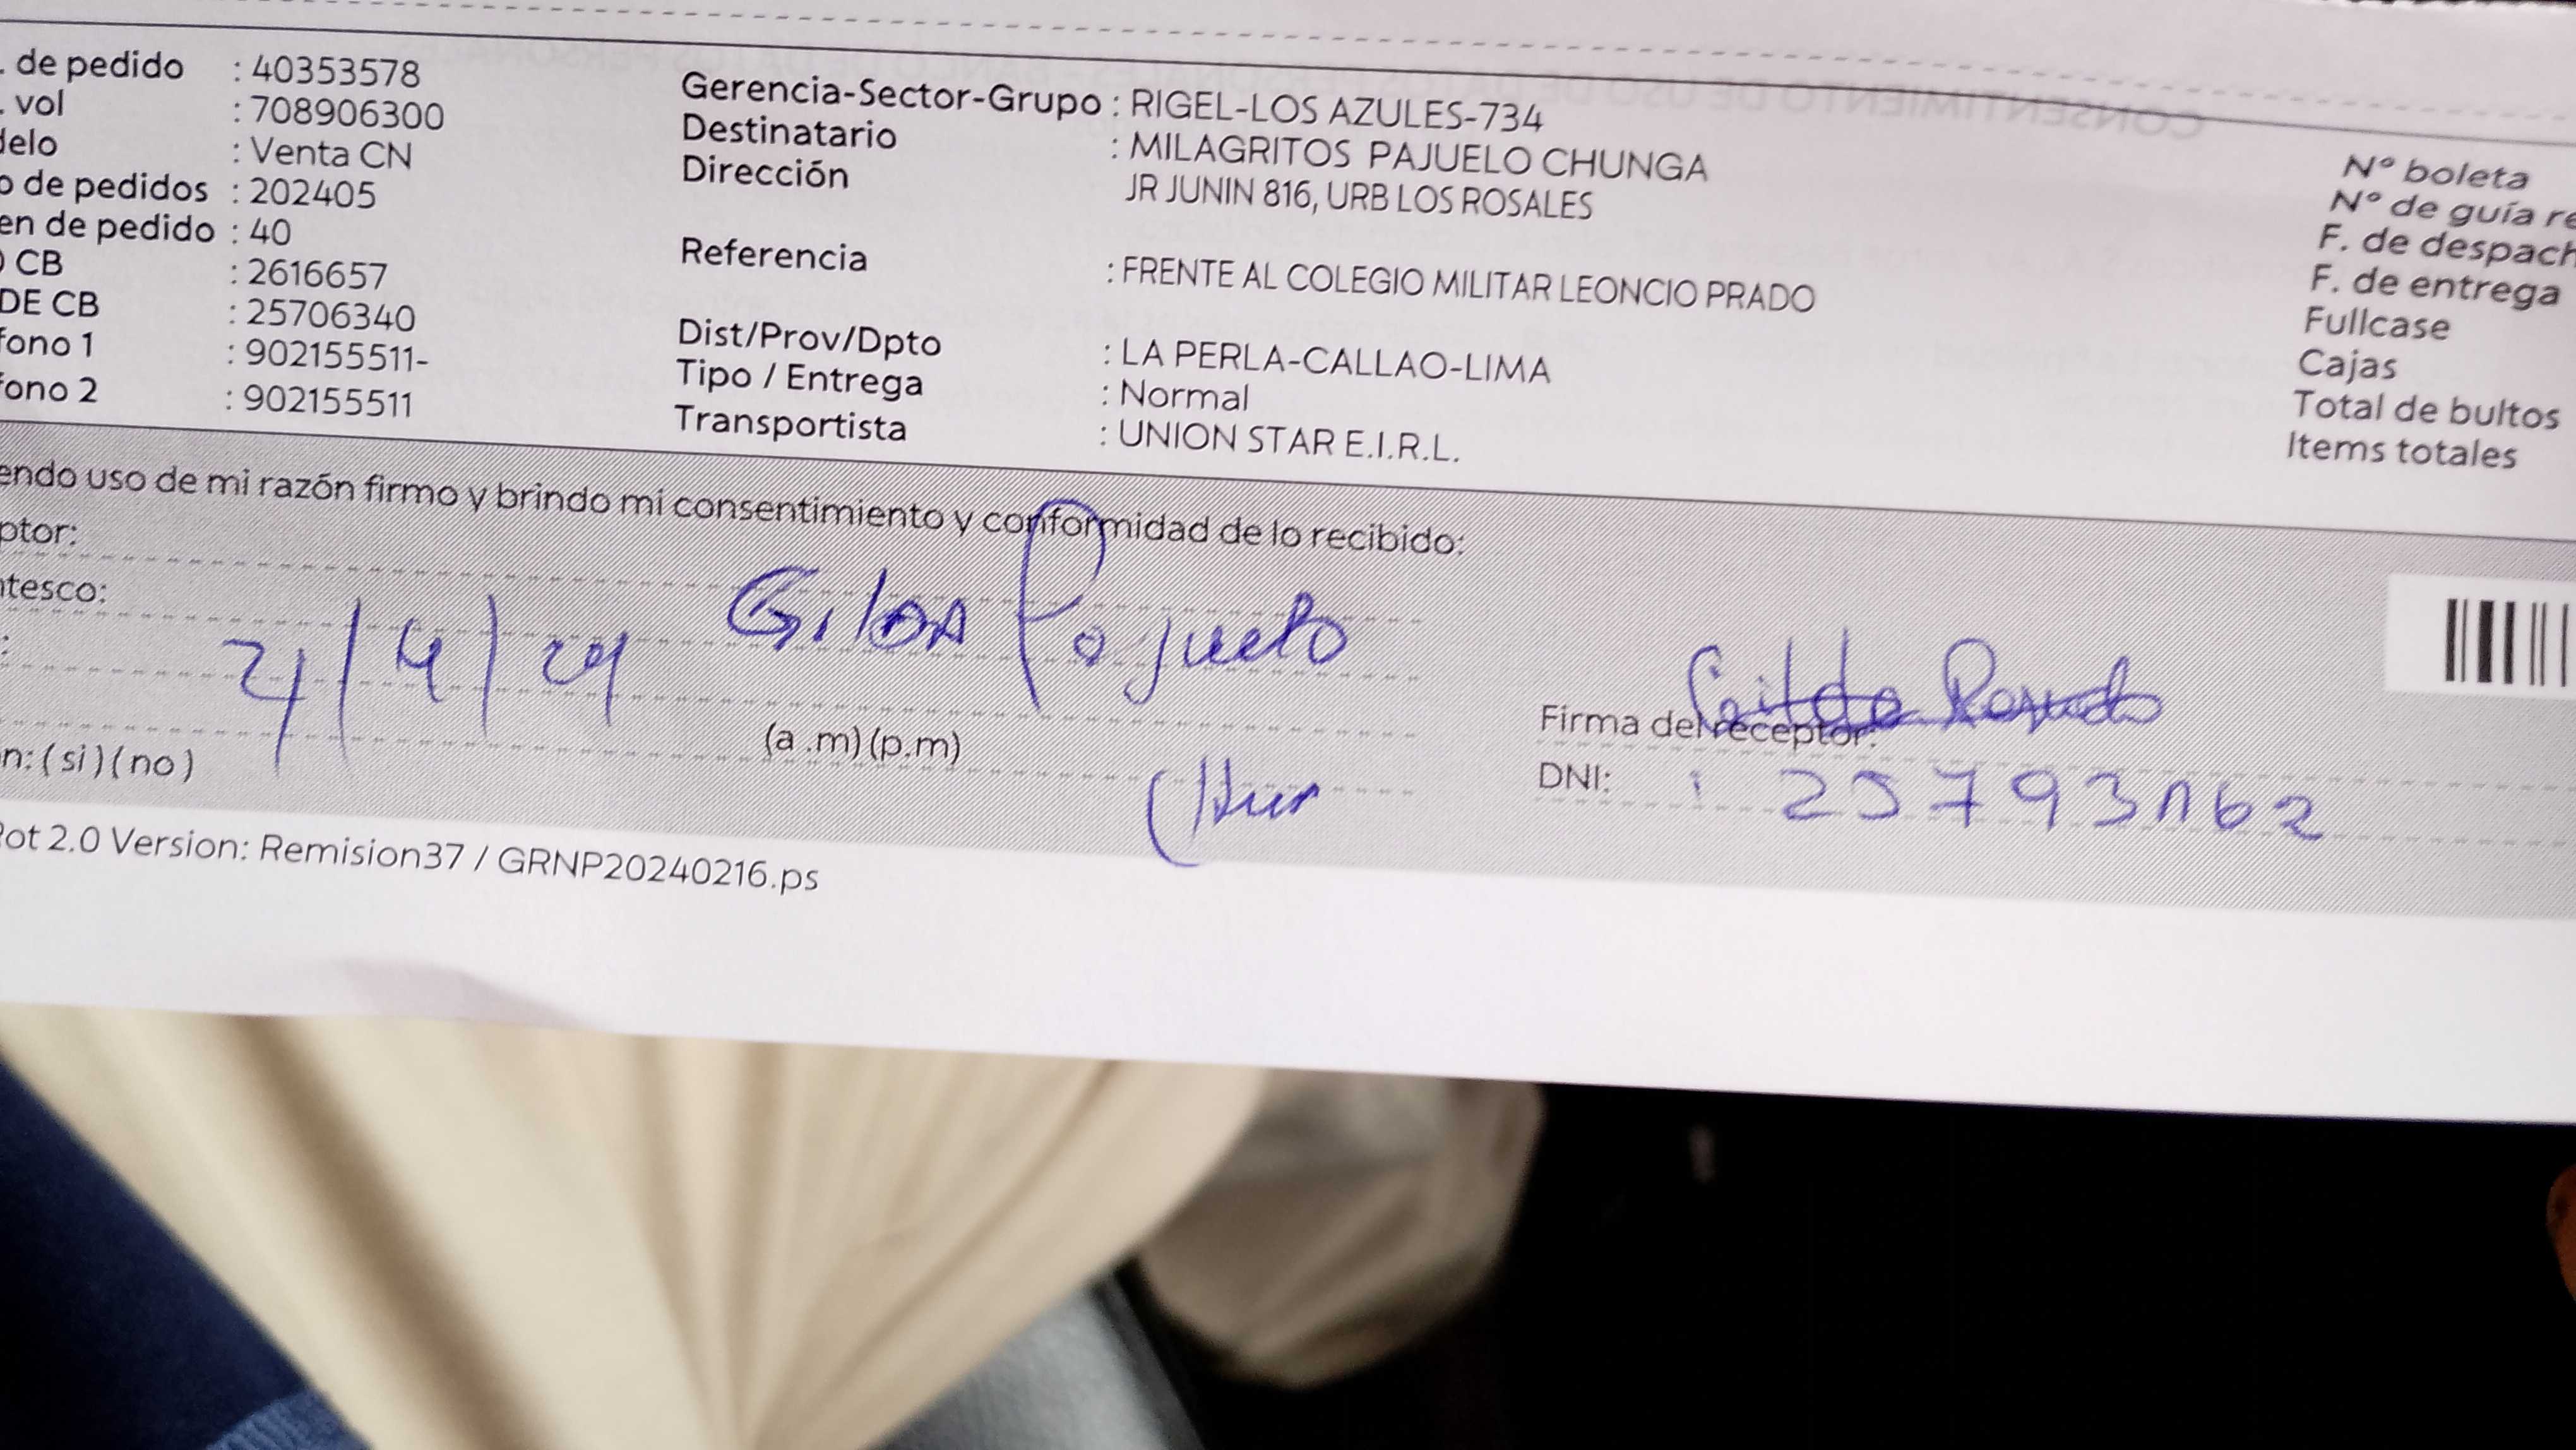 . de pedido : 40353578
. vol : 708906300
delo : Venta CN
o de pedidos : 202405
en de pedido : 40
CB : 2616657
DE CB : 25706340
fono 1 : 902155511-
fono 2 : 902155511
Gerencia-Sector-Grupo : RIGEL-LOS AZULES-734
Destinatario : MILAGRITOS PAJUELO CHUNGA
Dirección JR JUNIN 816, URB LOS ROSALES
Referencia : FRENTE AL COLEGIO MILITAR LEONCIO PRADO
Dist/Prov/Dpto : LA PERLA-CALLAO-LIMA
Tipo / Entrega : Normal
Transportista : UNION STAR E.I.R.L.
N° boleta
N° de guía re
F. de despach
F. de entrega
Fullcase
Cajas
Total de bultos
Items totales
endo uso de mi razón firmo y brindo mi consentimiento y conformidad de lo recibido:
ptor:
ntesco:
Pajuelo
/4/24
(a .m) (p.m)
n: ( si ) ( no )
Firma del receptor:
DNI:
Rot 2.0 Version: Remision37 / GRNP20240216.ps